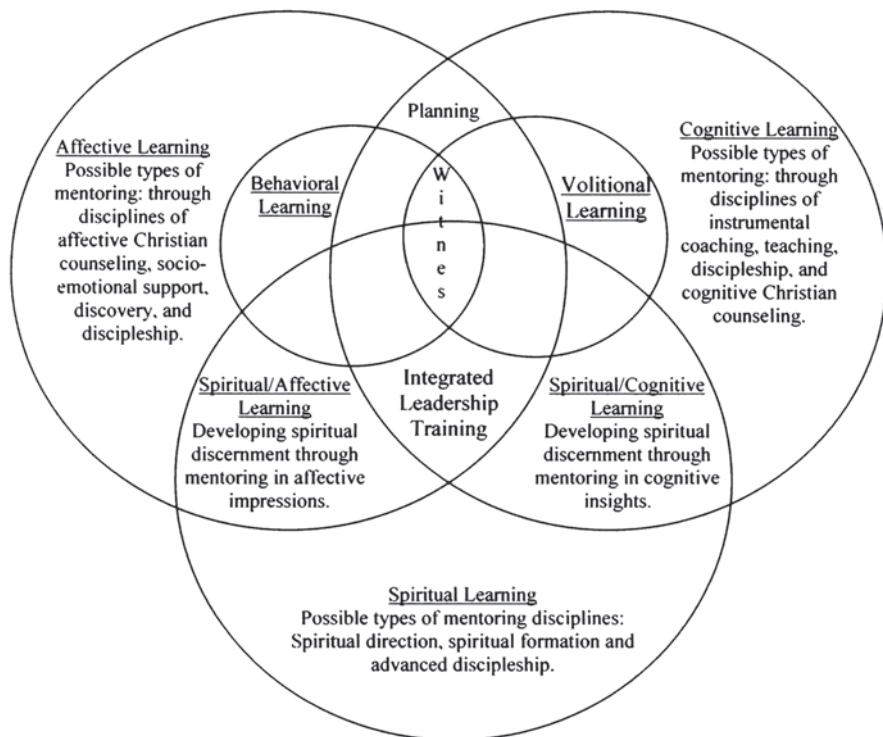 Planning
Affective Learning
Possible types of
mentoring: through
disciplines of
affective Christian
counseling, socio-
emotional support,
discovery, and
discipleship.
Behavioral
Learning
W
i
t
n
e
s
Volitional
Learning
Cognitive Learning
Possible types of
mentoring: through
disciplines of
instrumental
coaching, teaching,
discipleship, and
cognitive Christian
counseling.
Spiritual/Affective
Learning
Developing spiritual
discernment through
mentoring in affective
impressions.
Integrated
Leadership
Training
Spiritual/Cognitive
Learning
Developing spiritual
discernment through
mentoring in cognitive
insights.
Spiritual Learning
Possible types of mentoring disciplines:
Spiritual direction, spiritual formation and
advanced discipleship.